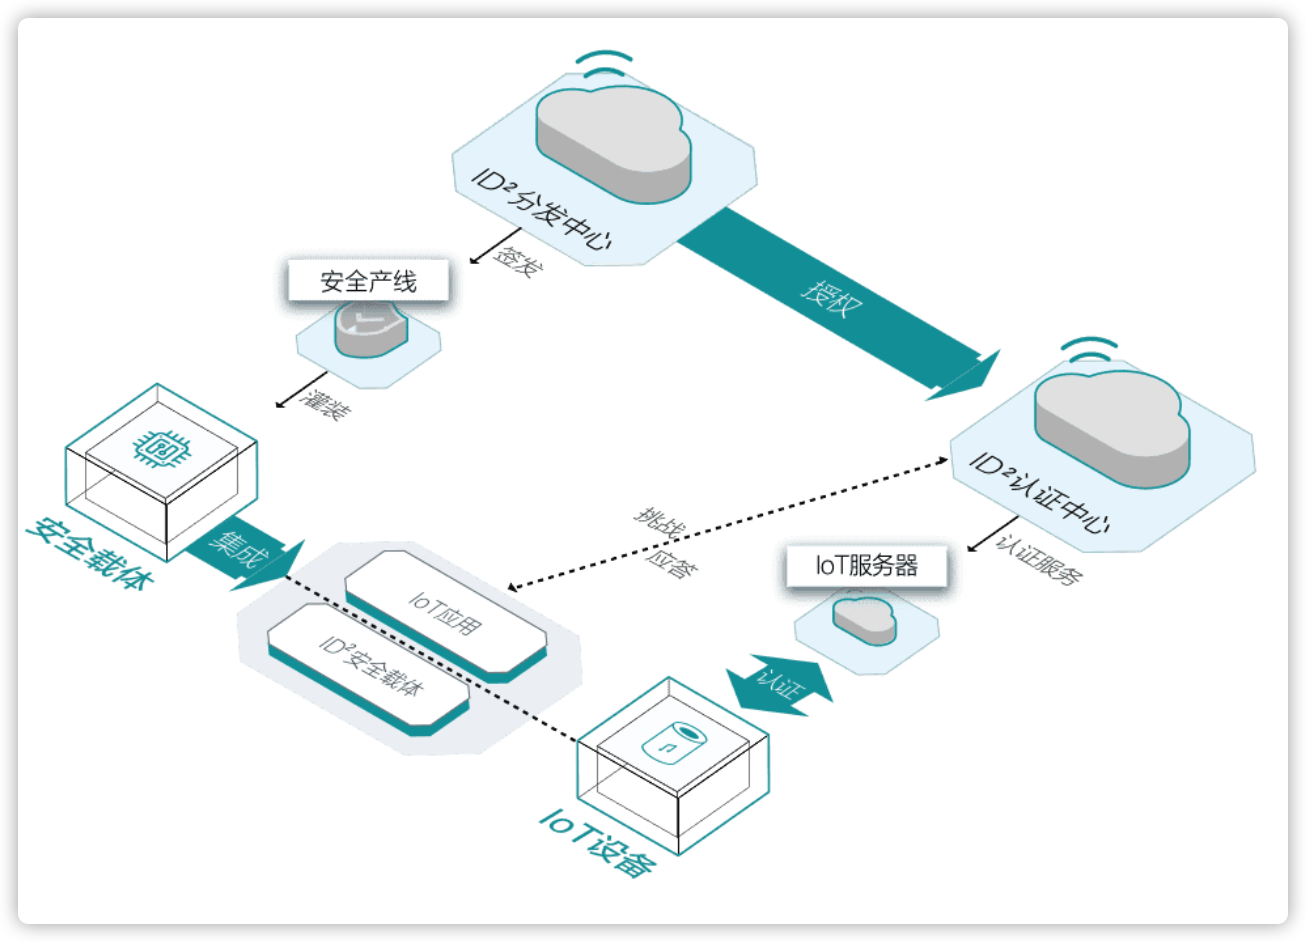 ID²分发中心
签发
安全产线
授权
灌装
ID²认证中心
挑战
应答
集成
安全载体
IoT服务器
认证服务
IoT应用
ID²安全载体
认证
IoT设备